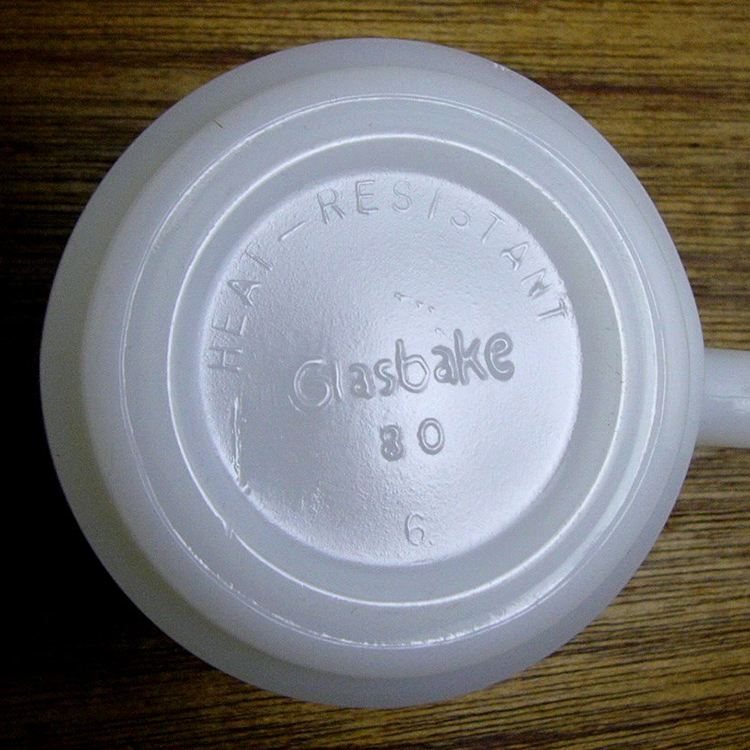 HEAT-RESISTANT
Glasbake
80
6